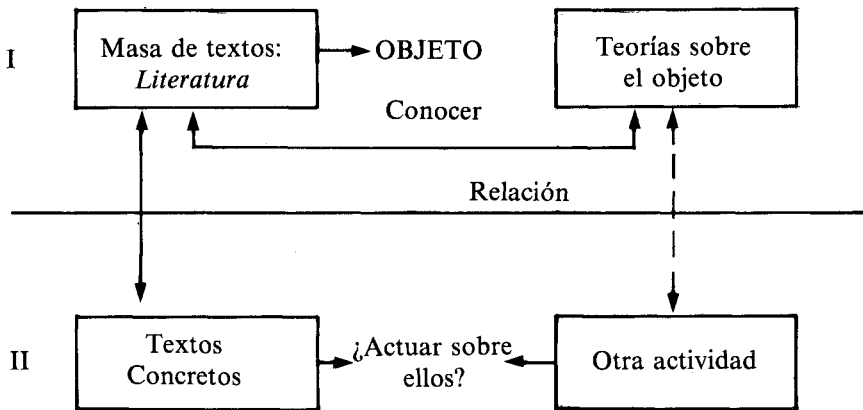 I
Masa de textos:
Literatura
OBJETO
Teorías sobre
el objeto
Conocer
Relación
II
Textos
Concretos
¿Actuar sobre
ellos?
Otra actividad